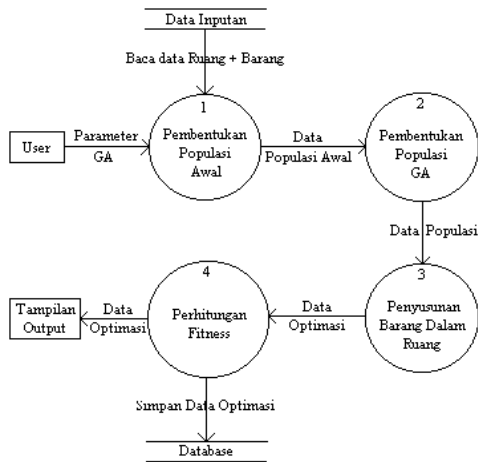 Data Inputan
Baca data Ruang + Barang
1
Pembentukan
Populasi
Awal
2
Pembentukan
Populasi
GA
User
Parameter
GA
Data
Populasi Awal
Data Populasi
4
Perhitungan
Fitness
3
Penyusunan
Barang Dalam
Ruang
Tampilan
Output
Data
Optimasi
Data
Optimasi
Simpan Data Optimasi
Database